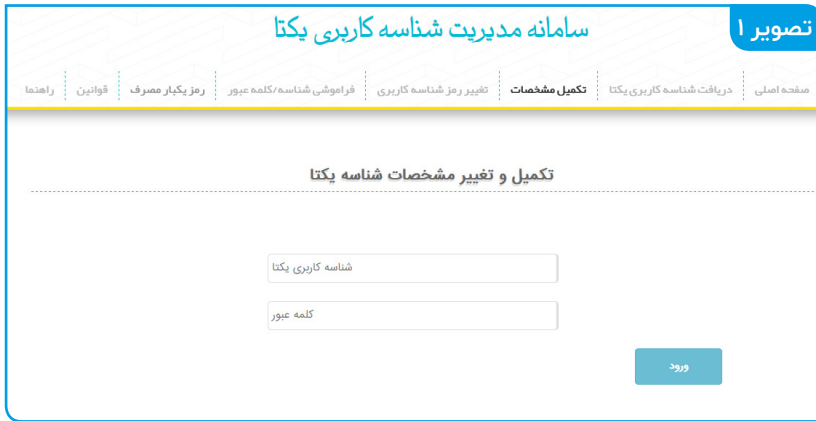 تصویر ۱
سامانه مدیریت شناسه کاربری یکتا
صفحه اصلی
دریافت شناسه کاربری یکتا
تکمیل مشخصات
تغییر رمز شناسه کاربری
فراموشی شناسه/کلمه عبور
رمز یکبار مصرف
قوانین
راهنما
تکمیل و تغییر مشخصات شناسه یکتا
شناسه کاربری یکتا
کلمه عبور
ورود